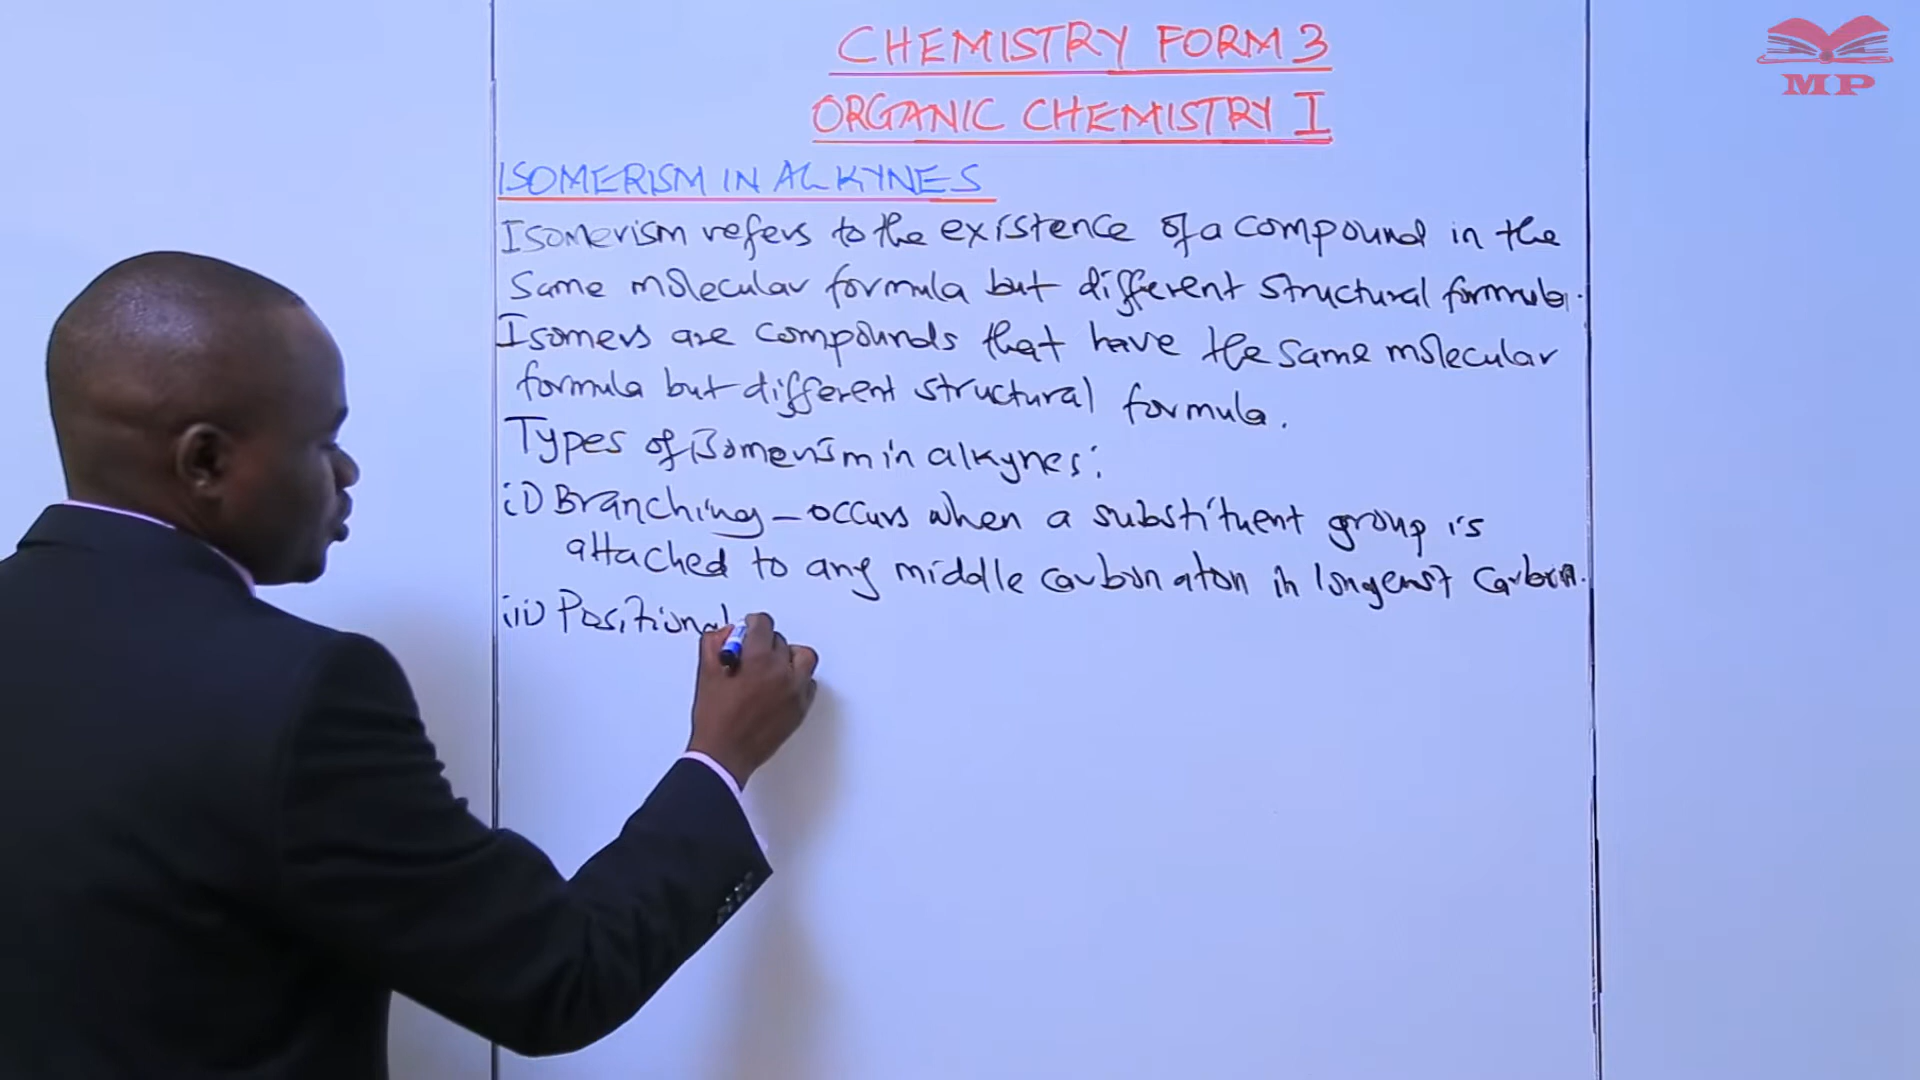 CHEMISTRY FORM 3
MP
ORGANIC CHEMISTRY I
ISOMERISM IN ALKYNES
Isomerism refers to the existence of a compound in the
same molecular formula but different structural formula.
Isomers are compounds that have the same molecular
formula but different structural formula.
Types of isomerism in alkynes:
i) Branching - occurs when a substituent group is
attached to any middle carbon atom in longest carbon.
ii) Positional